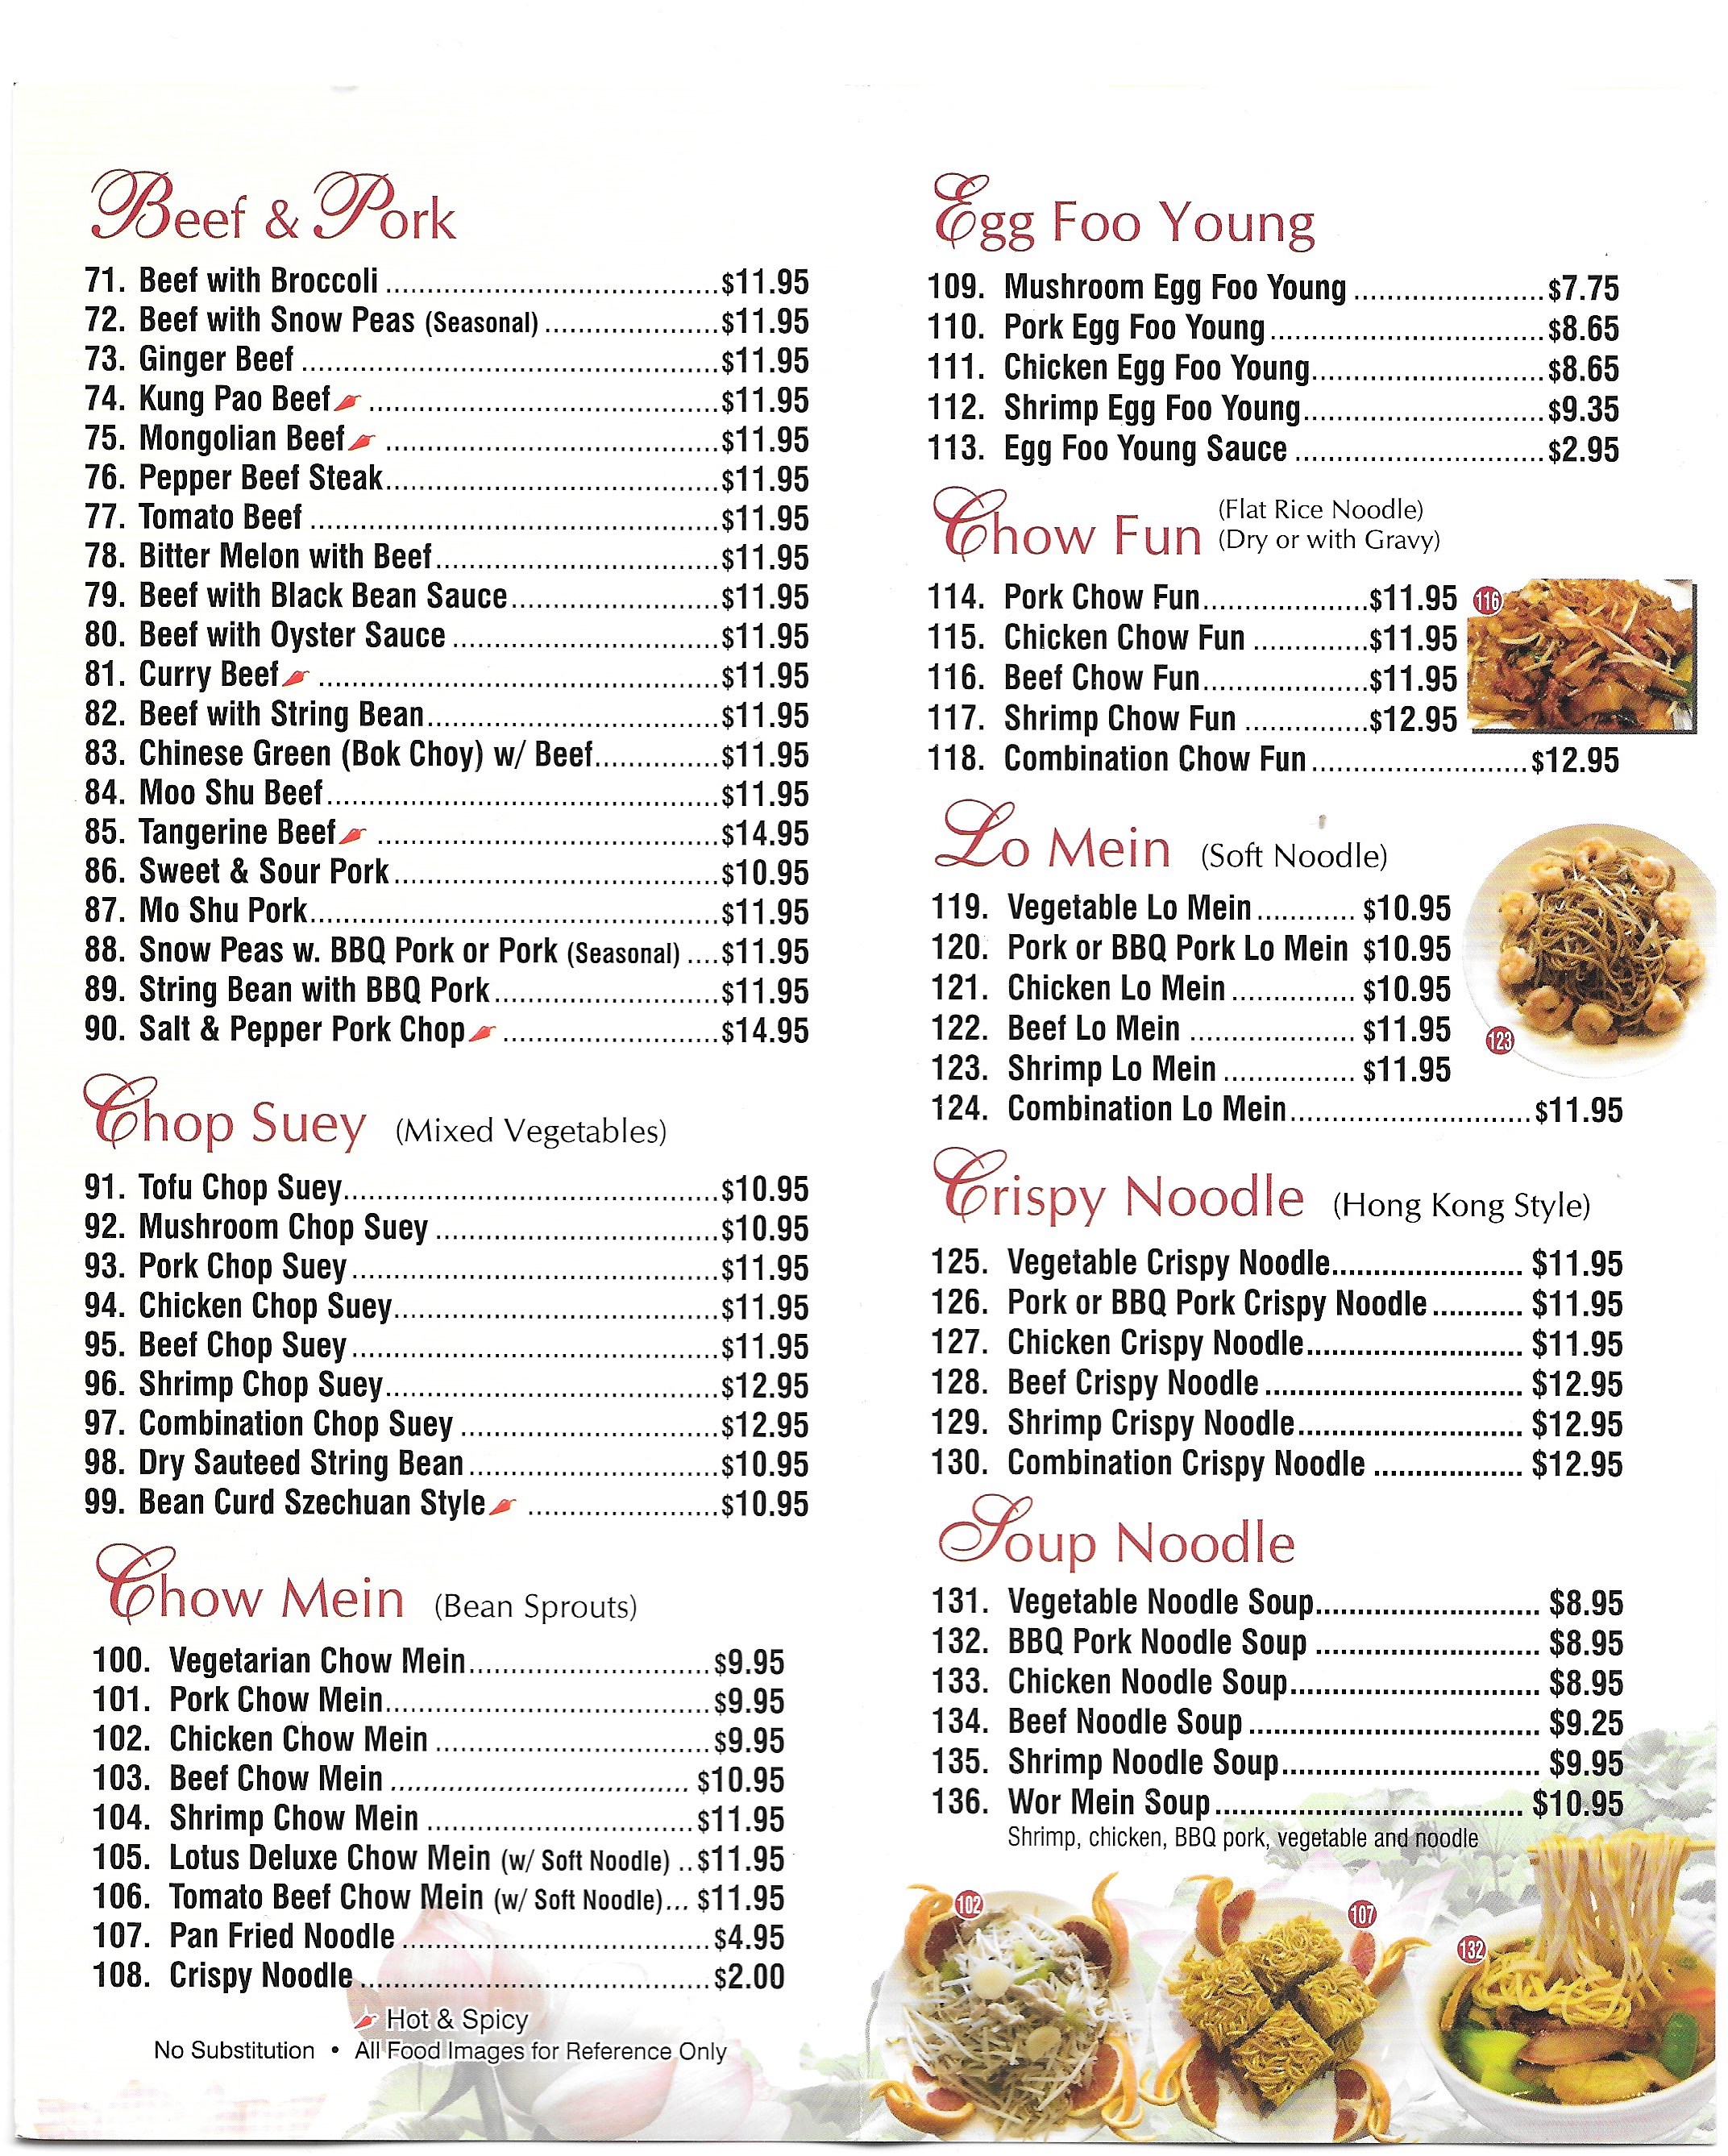 Beef & Pork
71. Beef with Broccoli ........................................ $11.95
72. Beef with Snow Peas (Seasonal) ..................... $11.95
73. Ginger Beef .................................................. $11.95
74. Kung Pao Beef .......................................... $11.95
75. Mongolian Beef ........................................ $11.95
76. Pepper Beef Steak........................................ $11.95
77. Tomato Beef ................................................. $11.95
78. Bitter Melon with Beef.................................. $11.95
79. Beef with Black Bean Sauce......................... $11.95
80. Beef with Oyster Sauce ................................ $11.95
81. Curry Beef ................................................ $11.95
82. Beef with String Bean................................... $11.95
83. Chinese Green (Bok Choy) w/ Beef............... $11.95
84. Moo Shu Beef............................................... $11.95
85. Tangerine Beef ......................................... $14.95
86. Sweet & Sour Pork....................................... $10.95
87. Mo Shu Pork................................................. $11.95
88. Snow Peas w. BBQ Pork or Pork (Seasonal) .... $11.95
89. String Bean with BBQ Pork........................... $11.95
90. Salt & Pepper Pork Chop .......................... $14.95
Chop Suey (Mixed Vegetables)
91. Tofu Chop Suey............................................. $10.95
92. Mushroom Chop Suey .................................. $10.95
93. Pork Chop Suey............................................ $11.95
94. Chicken Chop Suey....................................... $11.95
95. Beef Chop Suey............................................ $11.95
96. Shrimp Chop Suey........................................ $12.95
97. Combination Chop Suey ............................... $12.95
98. Dry Sauteed String Bean .............................. $10.95
99. Bean Curd Szechuan Style ....................... $10.95
Chow Mein (Bean Sprouts)
100. Vegetarian Chow Mein............................. $9.95
101. Pork Chow Mein....................................... $9.95
102. Chicken Chow Mein ................................. $9.95
103. Beef Chow Mein .................................... $10.95
104. Shrimp Chow Mein ................................ $11.95
105. Lotus Deluxe Chow Mein (w/ Soft Noodle) .. $11.95
106. Tomato Beef Chow Mein (w/ Soft Noodle)... $11.95
107. Pan Fried Noodle ..................................... $4.95
108. Crispy Noodle .......................................... $2.00
Hot & Spicy
No Substitution • All Food Images for Reference Only
Egg Foo Young
109. Mushroom Egg Foo Young ....................... $7.75
110. Pork Egg Foo Young ................................. $8.65
111. Chicken Egg Foo Young............................ $8.65
112. Shrimp Egg Foo Young............................. $9.35
113. Egg Foo Young Sauce .............................. $2.95
Chow Fun (Flat Rice Noodle)
(Dry or with Gravy)
114. Pork Chow Fun.................... $11.95 116
115. Chicken Chow Fun .............. $11.95
116. Beef Chow Fun.................... $11.95
117. Shrimp Chow Fun ............... $12.95
118. Combination Chow Fun.......................... $12.95
Lo Mein (Soft Noodle)
119. Vegetable Lo Mein ............ $10.95
120. Pork or BBQ Pork Lo Mein $10.95
121. Chicken Lo Mein ............... $10.95
122. Beef Lo Mein .................... $11.95
123
123. Shrimp Lo Mein ................ $11.95
124. Combination Lo Mein............................. $11.95
Crispy Noodle (Hong Kong Style)
125. Vegetable Crispy Noodle....................... $11.95
126. Pork or BBQ Pork Crispy Noodle ........... $11.95
127. Chicken Crispy Noodle.......................... $11.95
128. Beef Crispy Noodle ............................... $12.95
129. Shrimp Crispy Noodle........................... $12.95
130. Combination Crispy Noodle .................. $12.95
Soup Noodle
131. Vegetable Noodle Soup........................... $8.95
132. BBQ Pork Noodle Soup ........................... $8.95
133. Chicken Noodle Soup.............................. $8.95
134. Beef Noodle Soup ................................... $9.25
135. Shrimp Noodle Soup............................... $9.95
136. Wor Mein Soup ..................................... $10.95
Shrimp, chicken, BBQ pork, vegetable and noodle
102
107
132